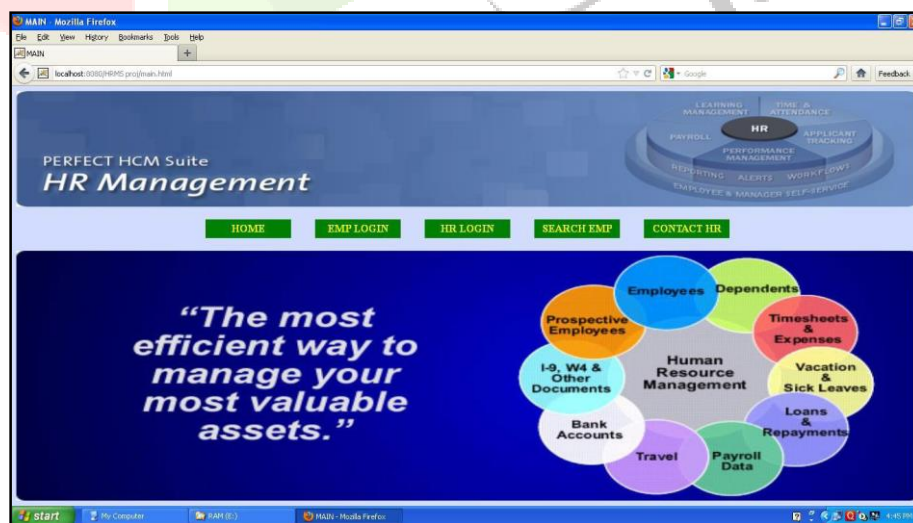 MAIN - Mozilla Firefox
File Edit View History Bookmarks Tools Help
MAIN
+
localhost:8080/HRMS proj/main.html
Google
Feedback
PERFECT HCM Suite
HR Management
LEARNING MANAGEMENT
TIME & ATTENDANCE
PAYROLL
HR
APPLICANT TRACKING
PERFORMANCE MANAGEMENT
REPORTING ALERTS WORKFLOWS
EMPLOYEE & MANAGER SELF-SERVICE
HOME
EMP LOGIN
HR LOGIN
SEARCH EMP
CONTACT HR
“The most
efficient way to
manage your
most valuable
assets.”
Employees
Dependents
Prospective
Employees
Timesheets
&
Expenses
I-9, W4 &
Other
Documents
Human
Resource
Management
Vacation
&
Sick Leaves
Bank
Accounts
Loans
&
Repayments
Travel
Payroll
Data
start
My Computer
RAM (E:)
MAIN - Mozilla Firefox
4:45 PM